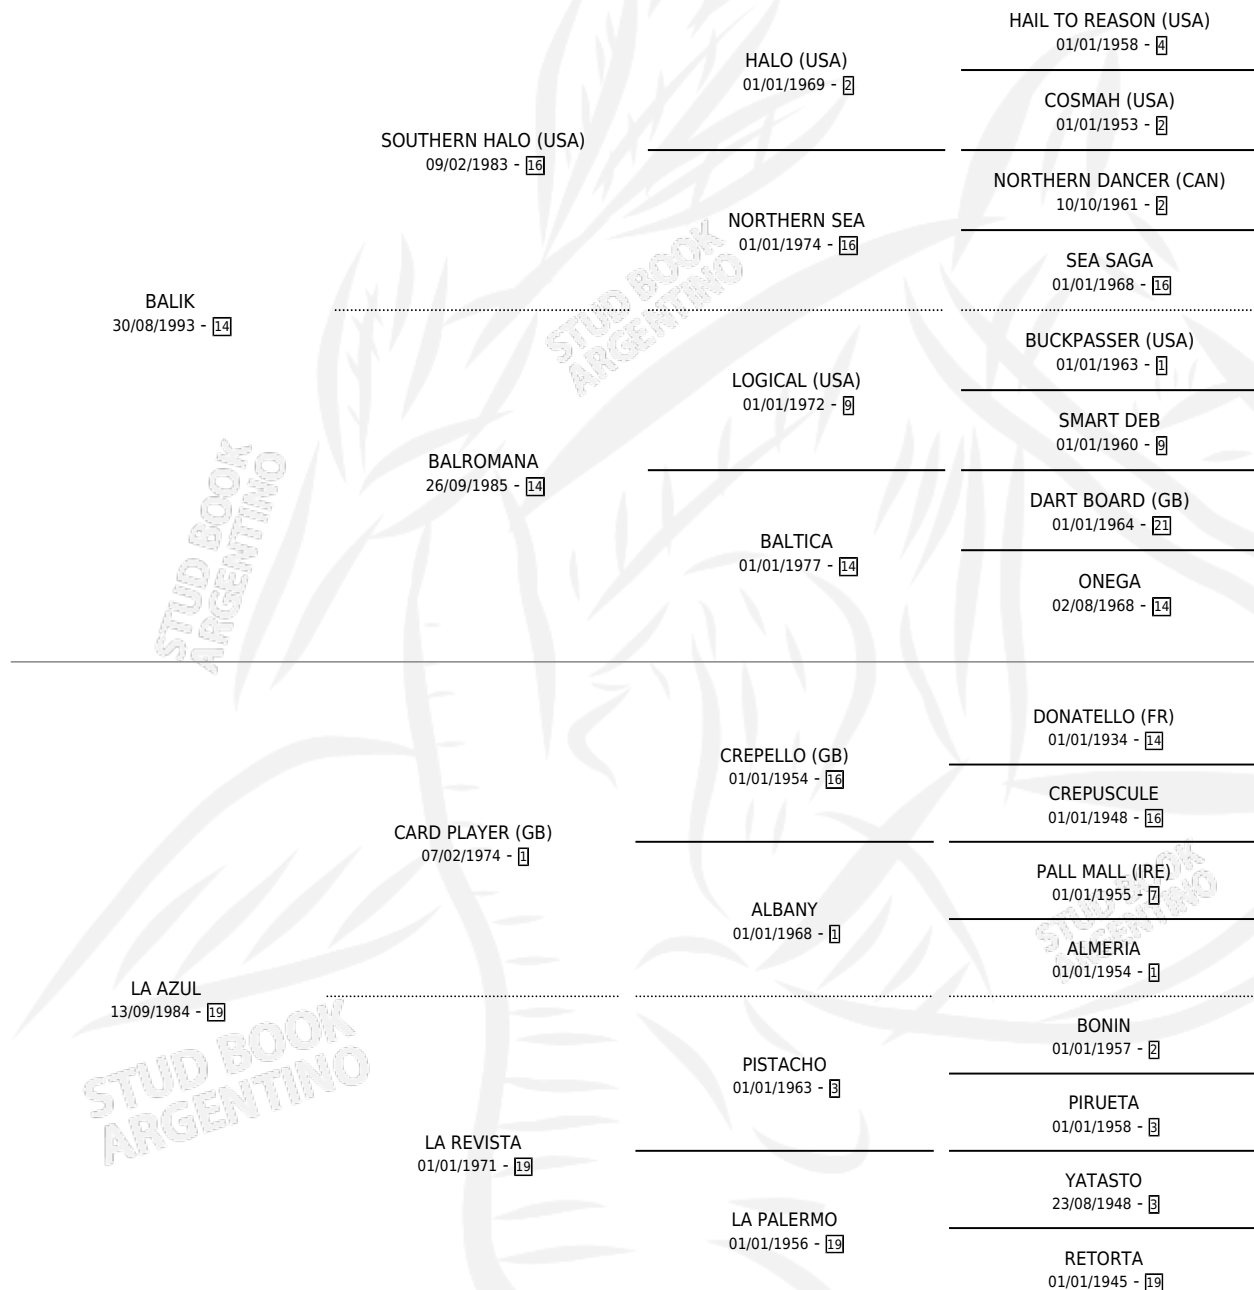 HAIL TO REASON (USA)
01/01/1958 - 4
HALO (USA)
01/01/1969 - 2
COSMAH (USA)
01/01/1953 - 2
SOUTHERN HALO (USA)
09/02/1983 - 16
NORTHERN DANCER (CAN)
10/10/1961 - 2
NORTHERN SEA
01/01/1974 - 16
SEA SAGA
01/01/1968 - 16
BALIK
30/08/1993 - 14
STUD BOOK
ARGENTINO
BUCKPASSER (USA)
01/01/1963 - 1
LOGICAL (USA)
01/01/1972 - 9
SMART DEB
01/01/1960 - 9
BALROMANA
26/09/1985 - 14
DART BOARD (GB)
01/01/1964 - 21
BALTICA
01/01/1977 - 14
ONEGA
02/08/1968 - 14
STUD BOOK
ARGENTINO
DONATELLO (FR)
01/01/1934 - 14
CREPELLO (GB)
01/01/1954 - 16
CREPUSCULE
01/01/1948 - 16
CARD PLAYER (GB)
07/02/1974 - 1
PALL MALL (IRE)
01/01/1955 - 7
ALBANY
01/01/1968 - 1
ALMERIA
01/01/1954 - 1
STUD BOOK
ARGENTINO
LA AZUL
13/09/1984 - 19
BONIN
01/01/1957 - 2
PISTACHO
01/01/1963 - 3
PIRUETA
01/01/1958 - 3
STUD BOOK
ARGENTINO
LA REVISTA
01/01/1971 - 19
YATASTO
23/08/1948 - 3
LA PALERMO
01/01/1956 - 19
RETORTA
01/01/1945 - 19